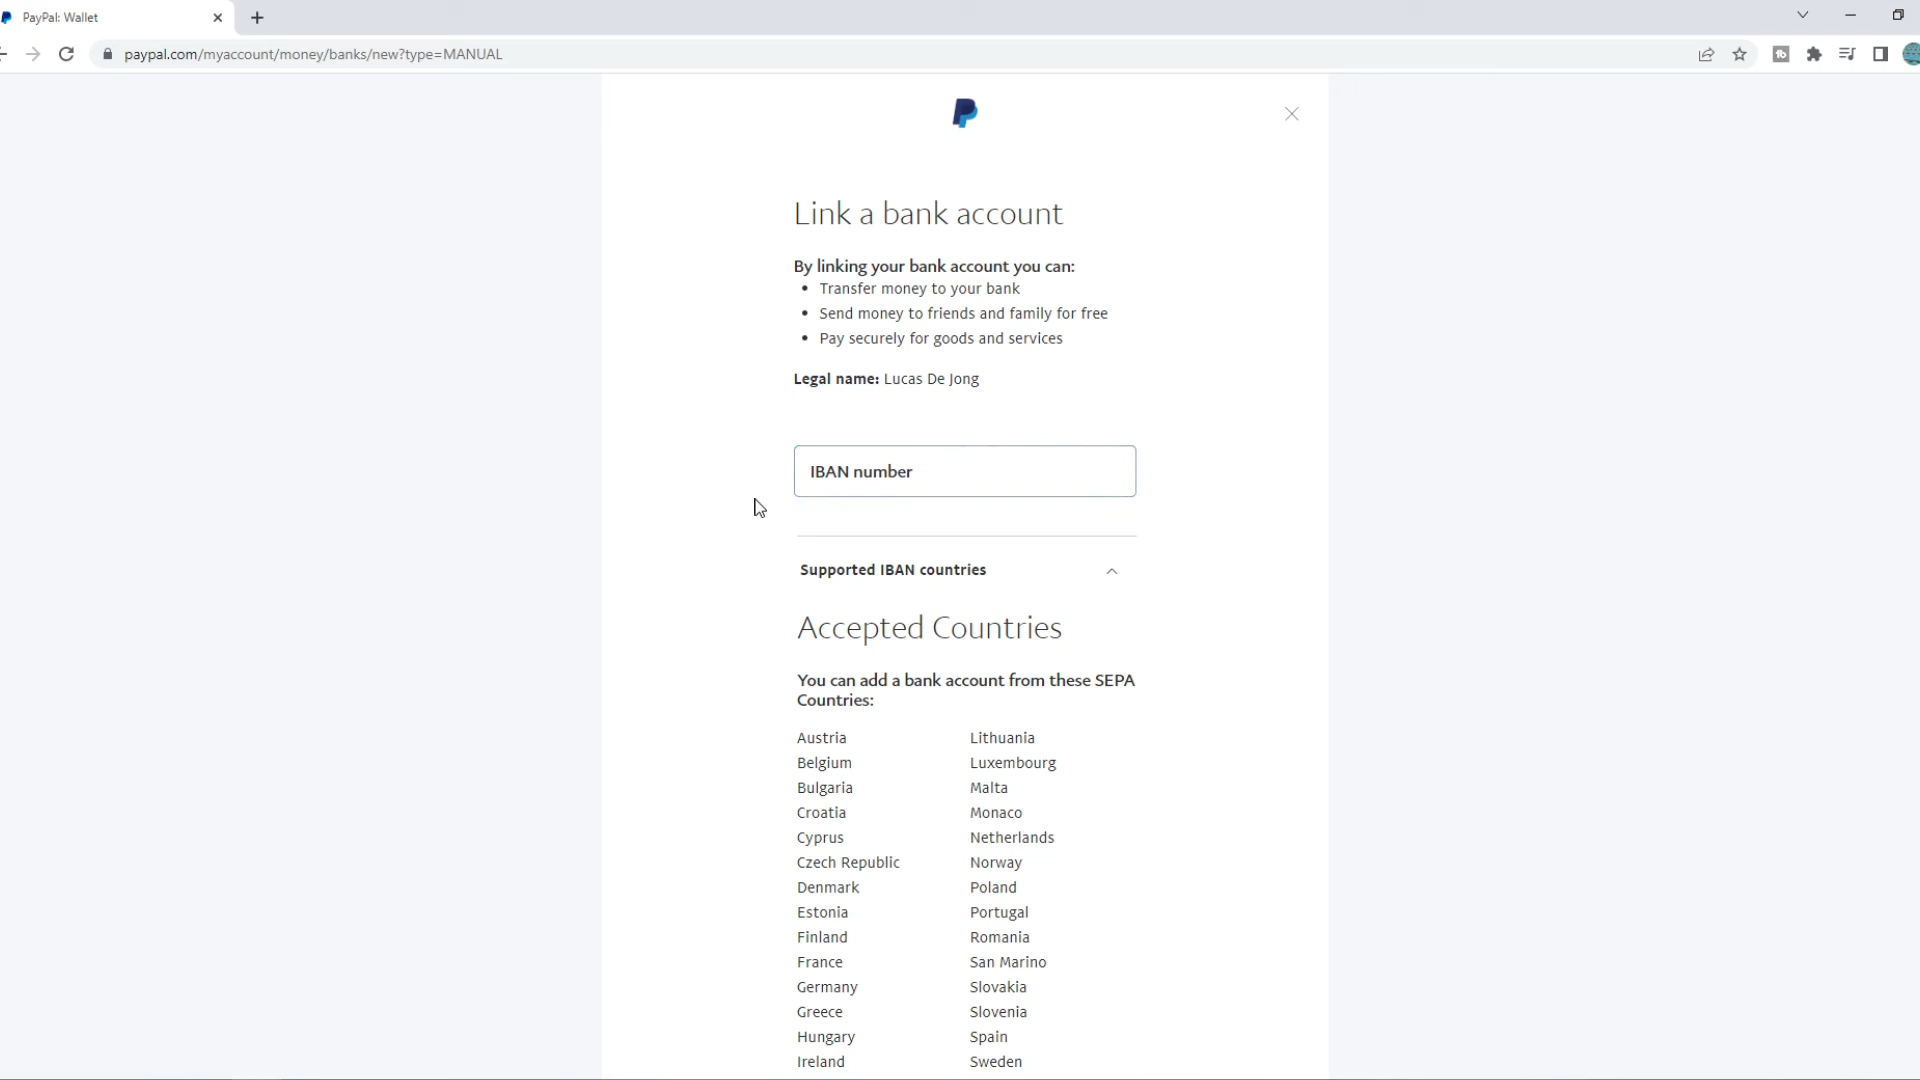 PayPal: Wallet
paypal.com/myaccount/money/banks/new?type=MANUAL
Link a bank account
By linking your bank account you can:
• Transfer money to your bank
• Send money to friends and family for free
• Pay securely for goods and services
Legal name: Lucas De Jong
IBAN number
Supported IBAN countries
Accepted Countries
You can add a bank account from these SEPA
Countries:
Austria
Belgium
Bulgaria
Croatia
Cyprus
Czech Republic
Denmark
Estonia
Finland
France
Germany
Greece
Hungary
Ireland
Lithuania
Luxembourg
Malta
Monaco
Netherlands
Norway
Poland
Portugal
Romania
San Marino
Slovakia
Slovenia
Spain
Sweden